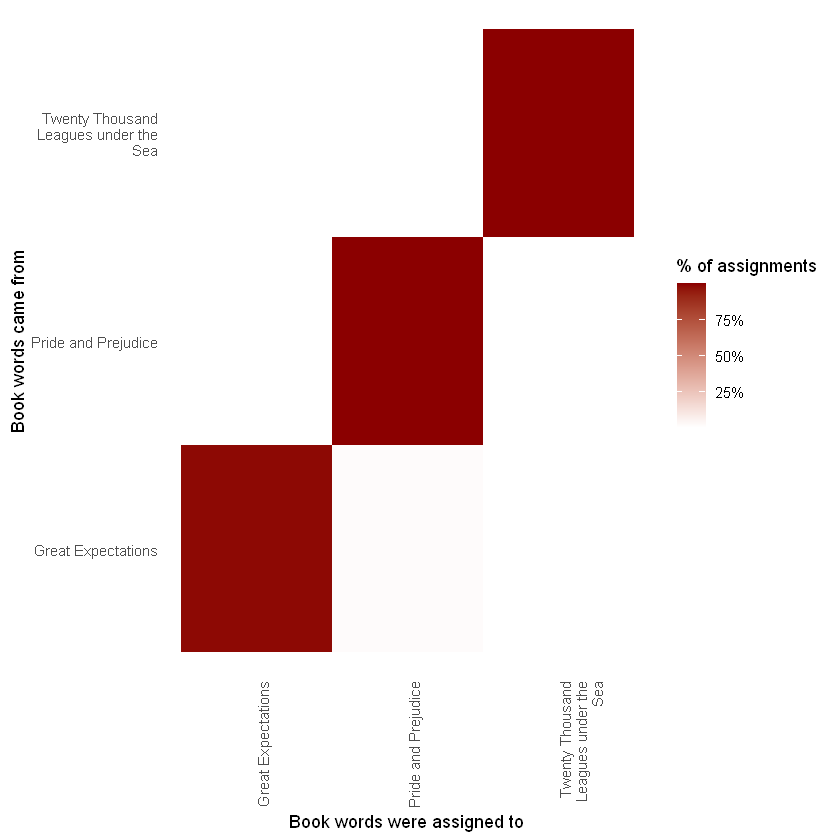 Twenty Thousand
Leagues under the
Sea
Pride and Prejudice
Great Expectations
Book words came from
% of assignments
75%
50%
25%
Great Expectations
Pride and Prejudice
Twenty Thousand
Leagues under the
Sea
Book words were assigned to